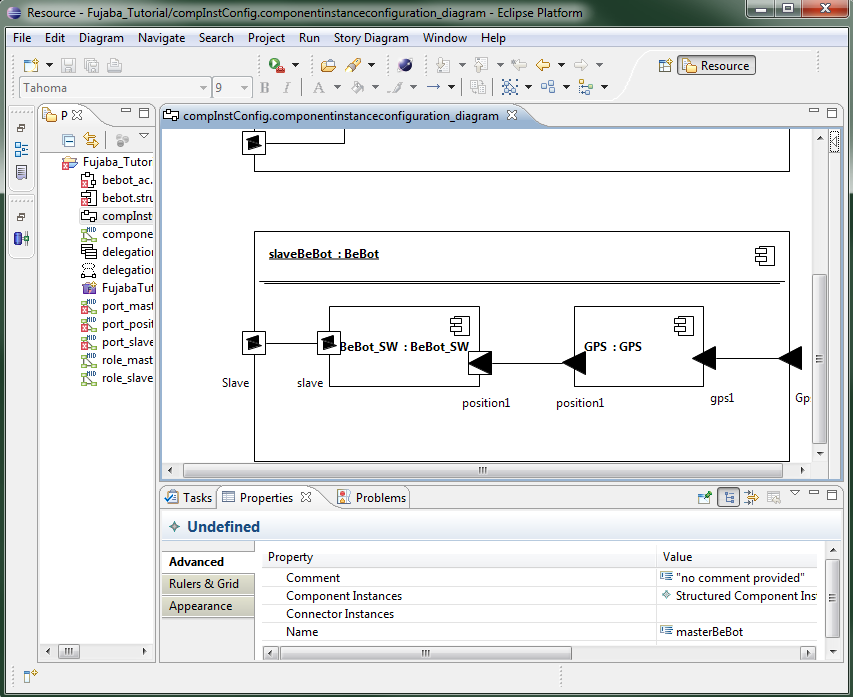 Resource - Fujaba_Tutorial/compInstConfig.componentinstanceconfiguration_diagram - Eclipse Platform
File Edit Diagram Navigate Search Project Run Story Diagram Window Help
Resource
Tahoma 9 B I A
P compInstConfig.componentinstanceconfiguration_diagram
Fujaba_Tutor
bebot_ac.
bebot.stru
compInst
compone
delegation
delegation
FujabaTut
port_mast
port_posit
port_slave
role_mast
role_slave
slaveBeBot : BeBot
BeBot_SW : BeBot_SW
GPS : GPS
Slave
slave
position1
position1
gps1
Gp
Tasks Properties Problems
Undefined
Advanced
Rulers & Grid
Appearance
Property Value
Comment "no comment provided"
Component Instances Structured Component Ins
Connector Instances
Name masterBeBot